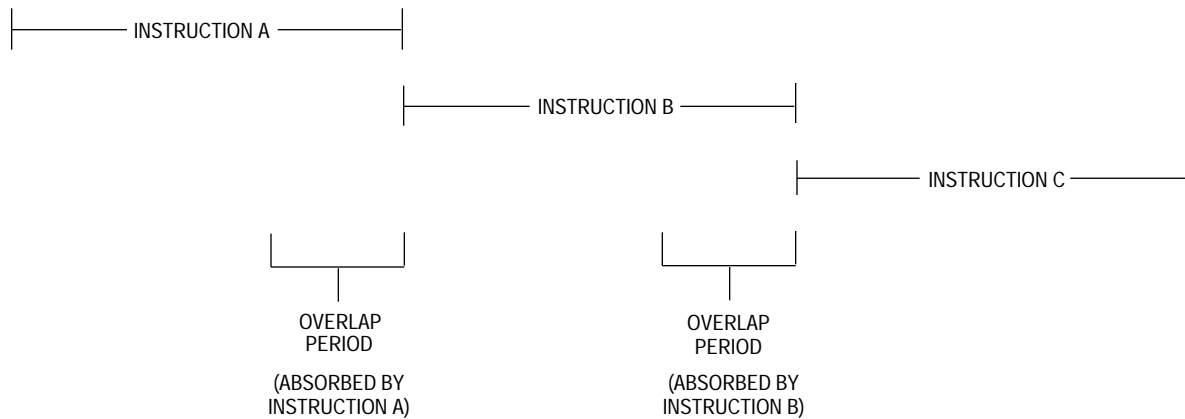 INSTRUCTION A
INSTRUCTION B
INSTRUCTION C
OVERLAP
PERIOD
(ABSORBED BY
INSTRUCTION A)
OVERLAP
PERIOD
(ABSORBED BY
INSTRUCTION B)